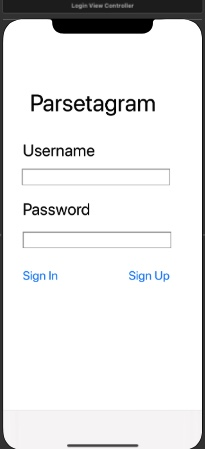 Login View Controller
Parsetagram
Username
Password
Sign In Sign Up